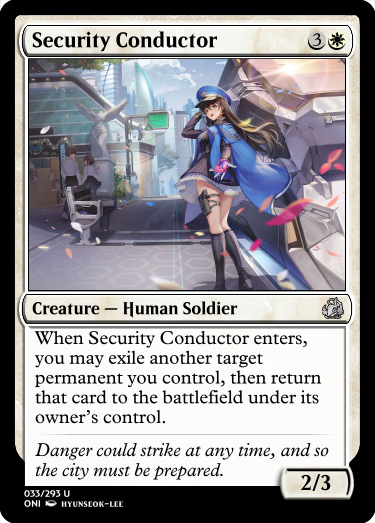 Security Conductor 3
Creature — Human Soldier
When Security Conductor enters,
you may exile another target
permanent you control, then return
that card to the battlefield under its
owner's control.
Danger could strike at any time, and so
the city must be prepared.
2/3
033/293 U
ONI HYUNSEOK-LEE